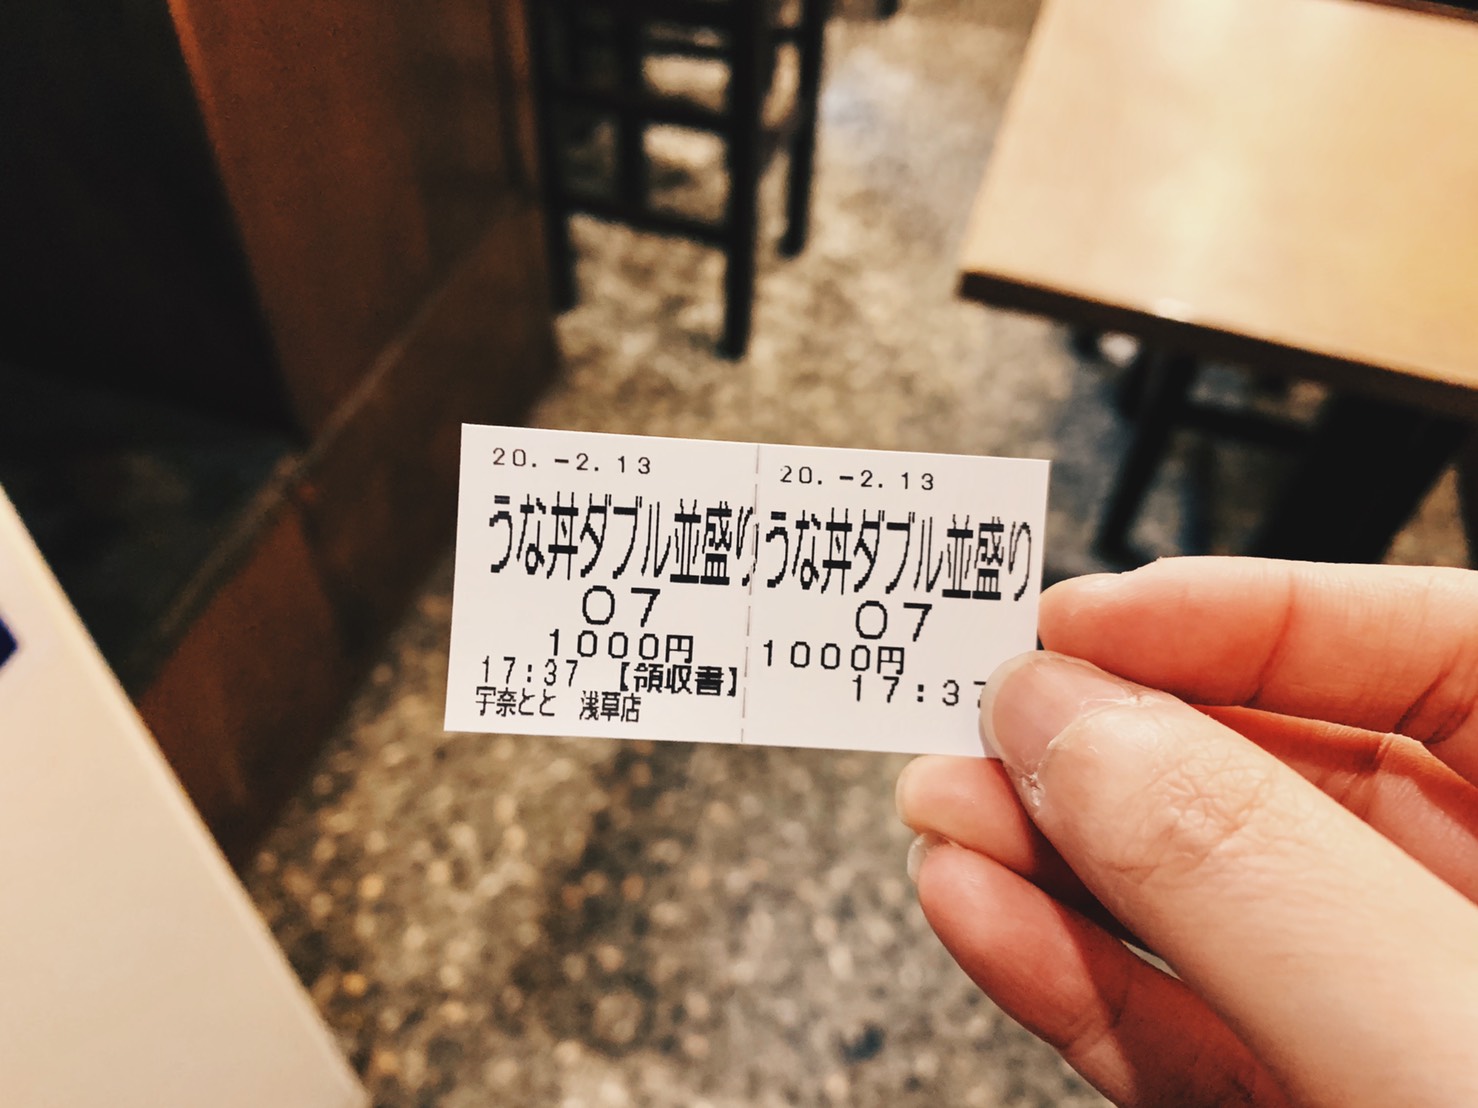 20.-2.13
うな丼ダブル並盛り
07
1000円
17:37 【領収書】
宇奈とと 浅草店
20.-2.13
うな丼ダブル並盛り
07
1000円
17:37